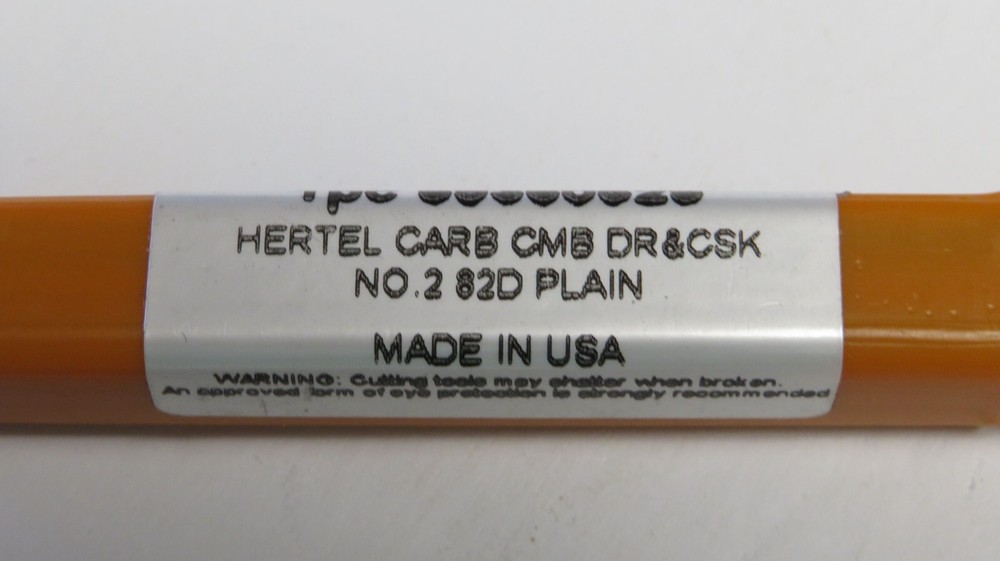 1pc
HERTEL CARB CMB DR&CSK
NO.2 82D PLAIN
MADE IN USA
WARNING: Cutting tools may shatter when broken.
An approved form of eye protection is strongly recommended